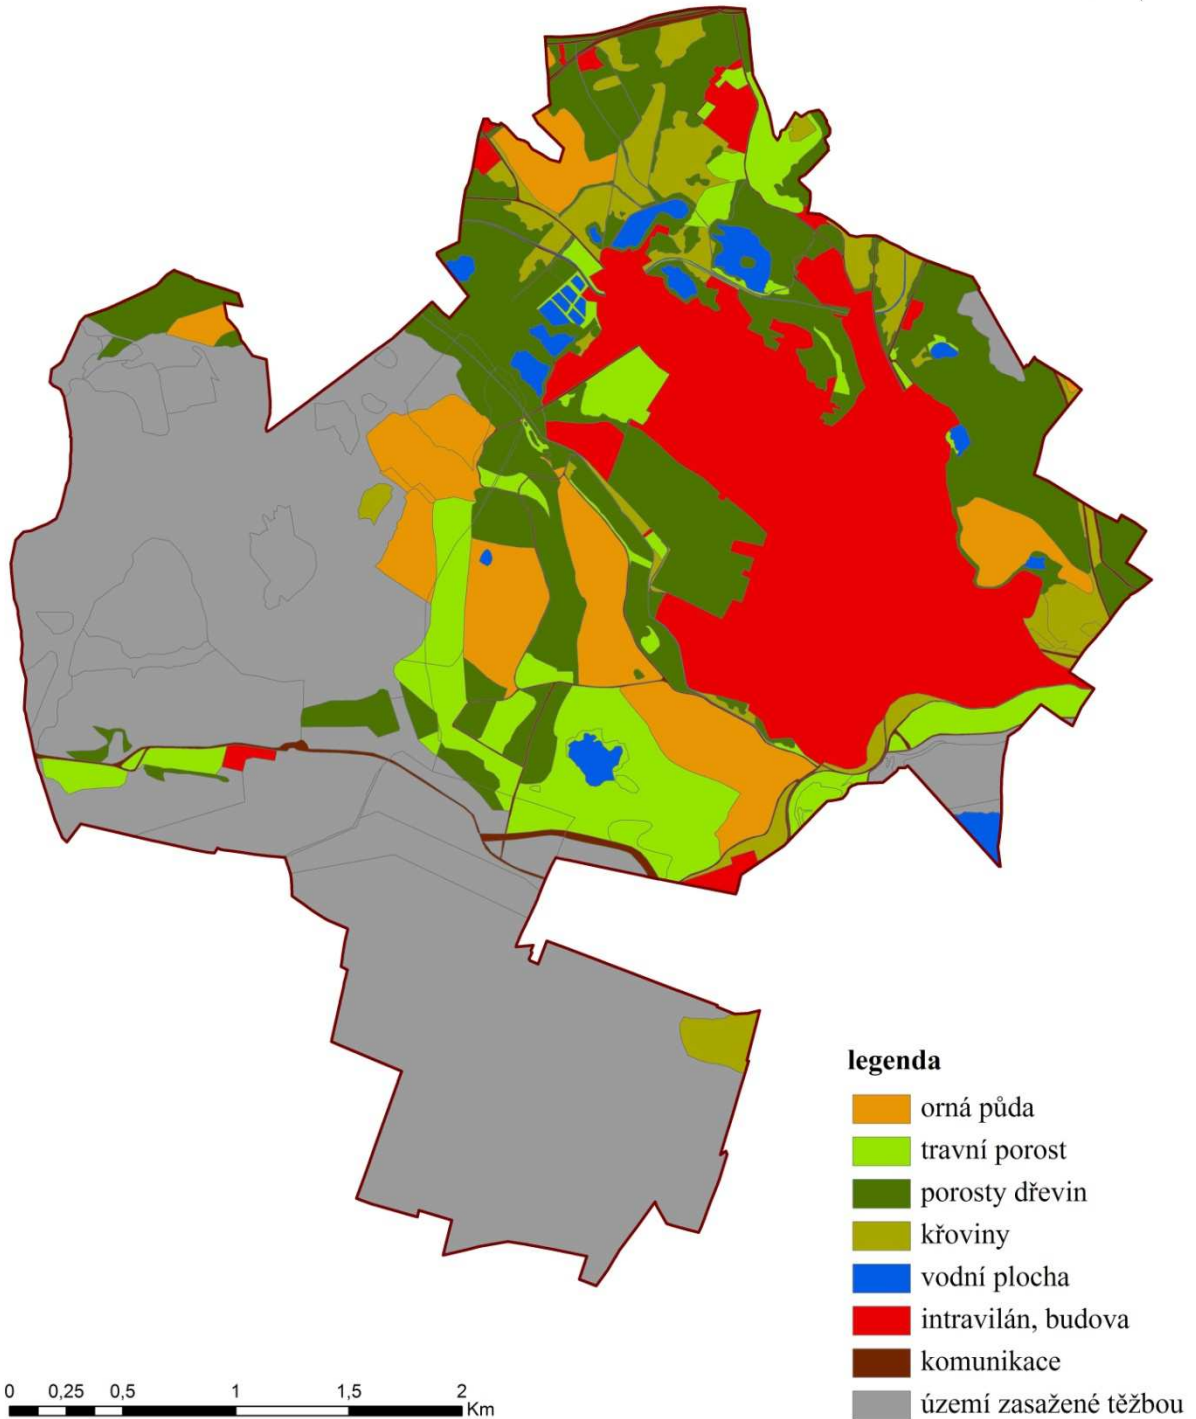 legenda
orná půda
travní porost
porosty dřevin
křoviny
vodní plocha
intravilán, budova
komunikace
území zasažené těžbou
0 0,25 0,5 1 1,5 2
Km